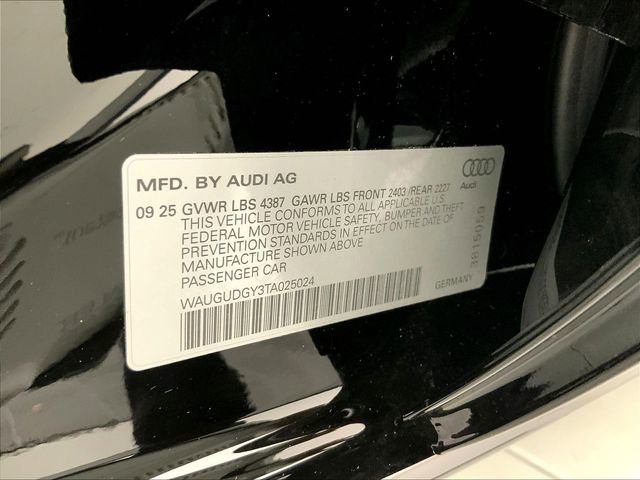 MFD. BY AUDI AG
Audi
09 25 GVWR LBS 4387 GAWR LBS FRONT 2403 /REAR 2227
THIS VEHICLE CONFORMS TO ALL APPLICABLE U.S.
FEDERAL MOTOR VEHICLE SAFETY, BUMPER AND THEFT
PREVENTION STANDARDS IN EFFECT ON THE DATE OF
MANUFACTURE SHOWN ABOVE
PASSENGER CAR
WAUGUDGY3TA025024
GERMANY
3815050